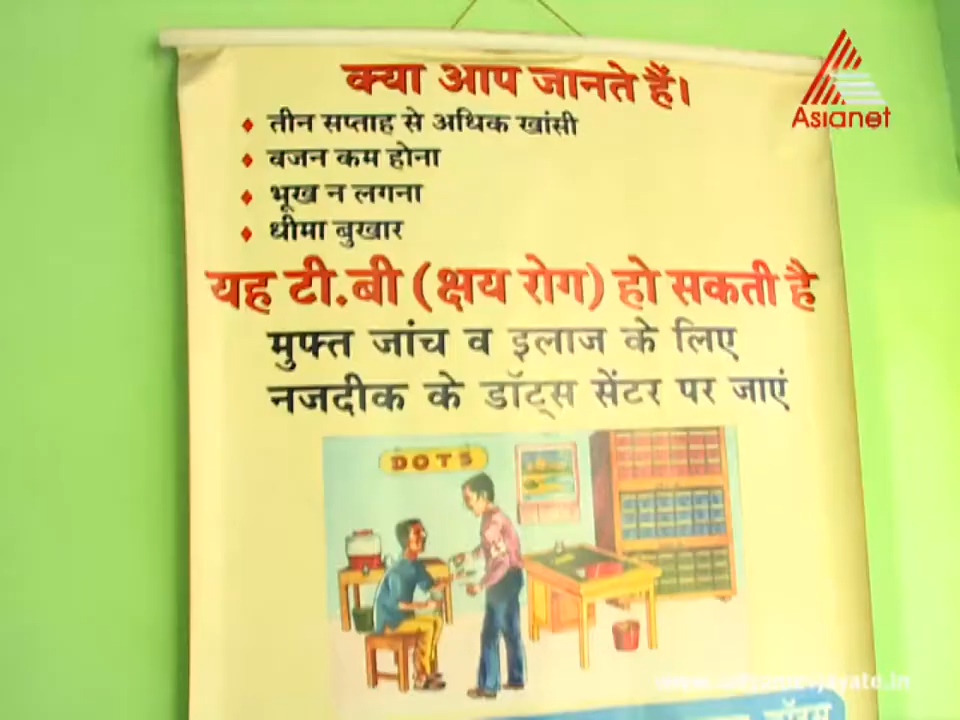 क्या आप जानते हैं।
Asianet
तीन सप्ताह से अधिक खांसी
वजन कम होना
भूख न लगना
धीमा बुखार
यह टी.बी (क्षय रोग) हो सकती है
मुफ्त जांच व इलाज के लिए
नजदीक के डॉट्स सेंटर पर जाएं
DOTS